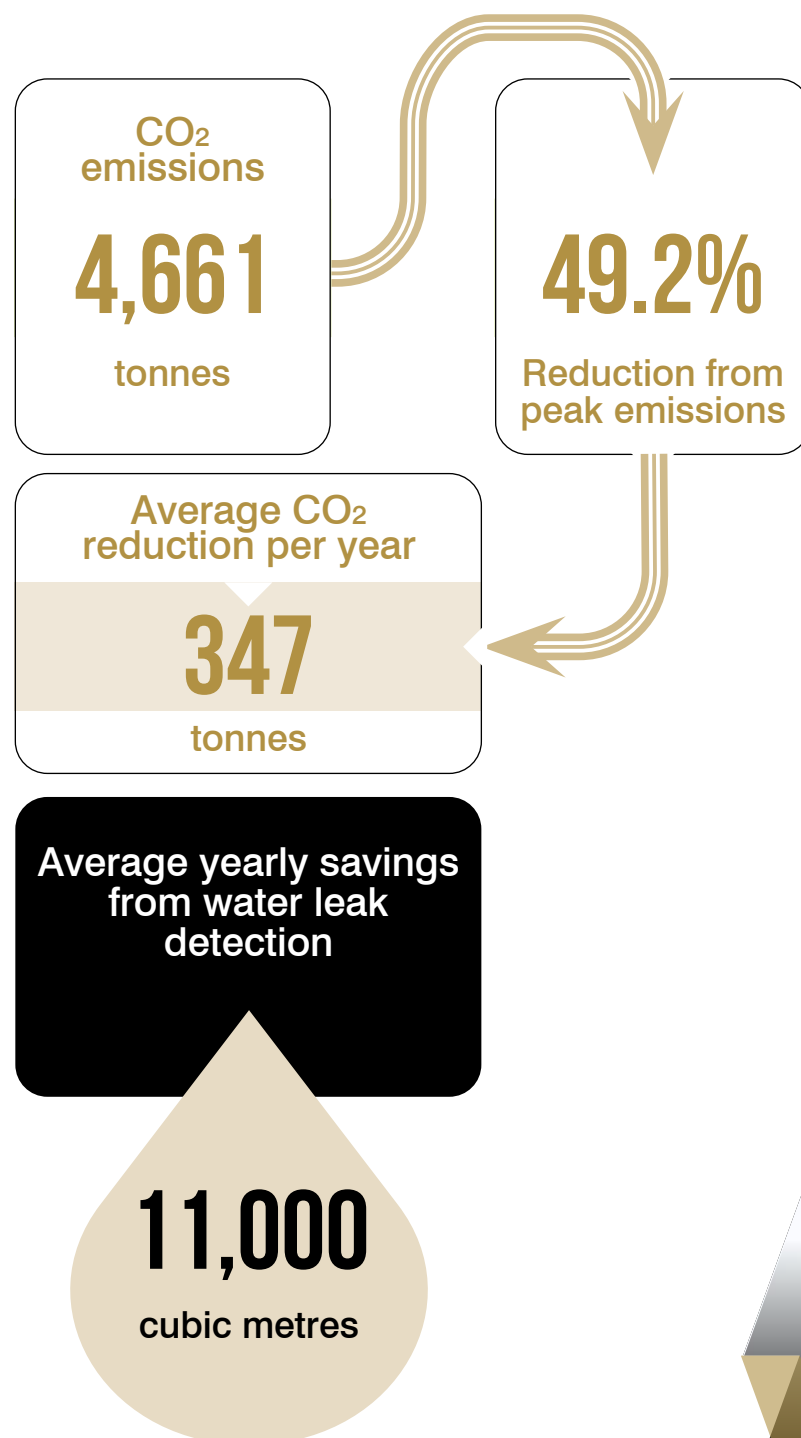 CO₂
emissions
4,661
tonnes
49.2%
Reduction from
peak emissions
Average CO₂
reduction per year
347
tonnes
Average yearly savings
from water leak
detection
11,000
cubic metres